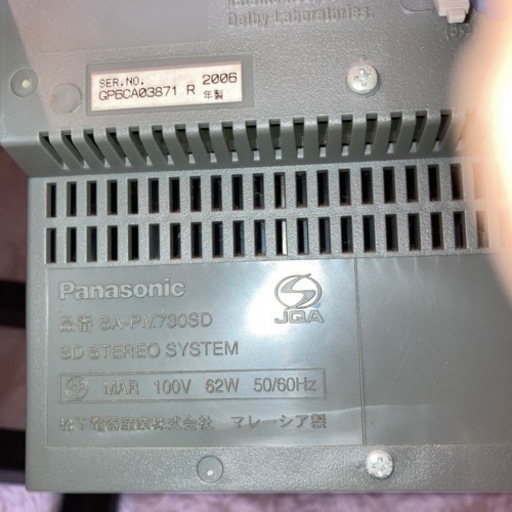 Dolby Laboratories.
SER.NO. 2006
GP6CA03871 R 年製
Panasonic
品番 SA-PM730SD
JQA
SD STEREO SYSTEM
MAR 100V 62W 50/60Hz
松下電器産業株式会社 マレーシア製